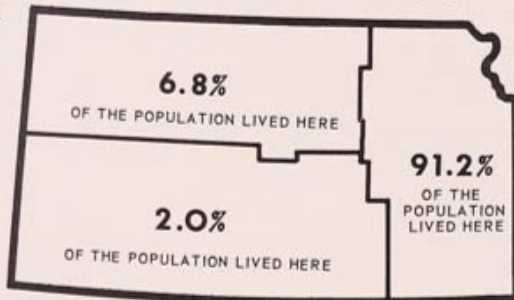 6.8%
OF THE POPULATION LIVED HERE
91.2%
OF THE
POPULATION
LIVED HERE
2.0%
OF THE POPULATION LIVED HERE